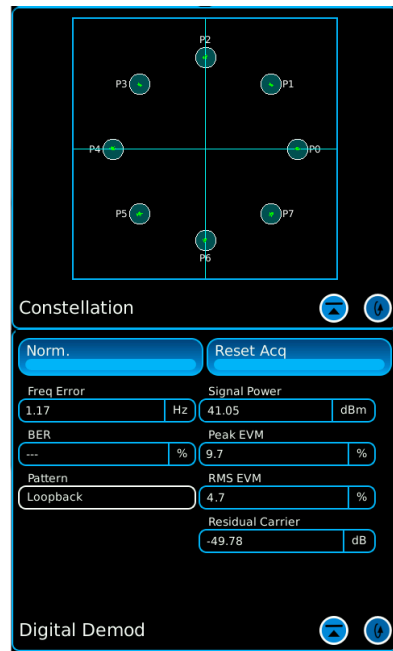 P2
P3
P1
P4
P0
P5
P7
P6
Constellation
Norm.
Reset Acq
Freq Error
Signal Power
1.17 Hz
41.05 dBm
BER
Peak EVM
--- %
9.7 %
Pattern
RMS EVM
Loopback
4.7 %
Residual Carrier
-49.78 dB
Digital Demod